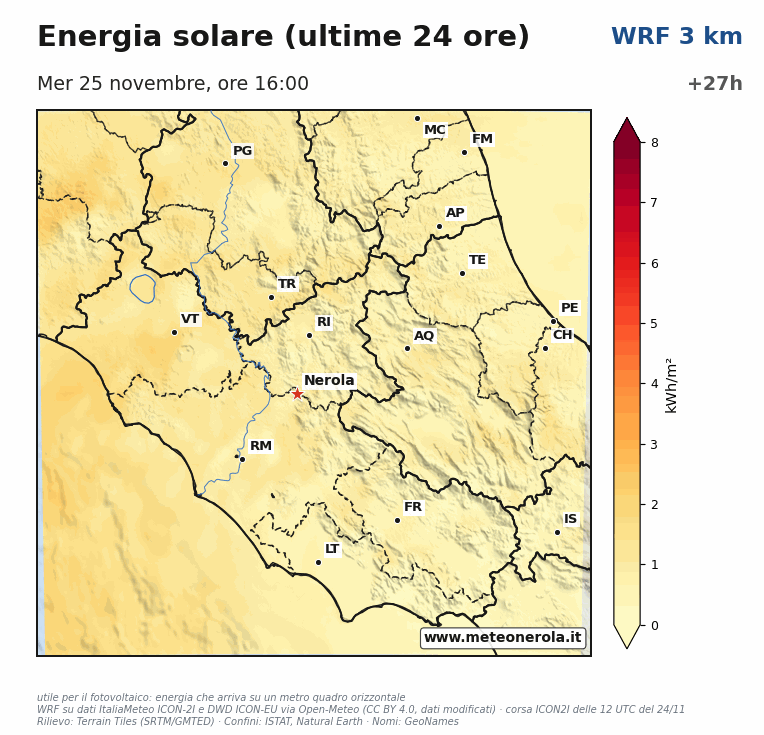 Energia solare (ultime 24 ore)
WRF 3 km
Mer 25 novembre, ore 16:00
+27h
MC
FM
PG
AP
TE
TR
PE
VT
RI
AQ
CH
Nerola
RM
FR
IS
LT
www.meteonerola.it
8
7
6
5
4
3
2
1
0
kWh/m²
utile per il fotovoltaico: energia che arriva su un metro quadro orizzontale
WRF su dati ItaliaMeteo ICON-2I e DWD ICON-EU via Open-Meteo (CC BY 4.0, dati modificati) · corsa ICON2I delle 12 UTC del 24/11
Rilievo: Terrain Tiles (SRTM/GMTED) · Confini: ISTAT, Natural Earth · Nomi: GeoNames